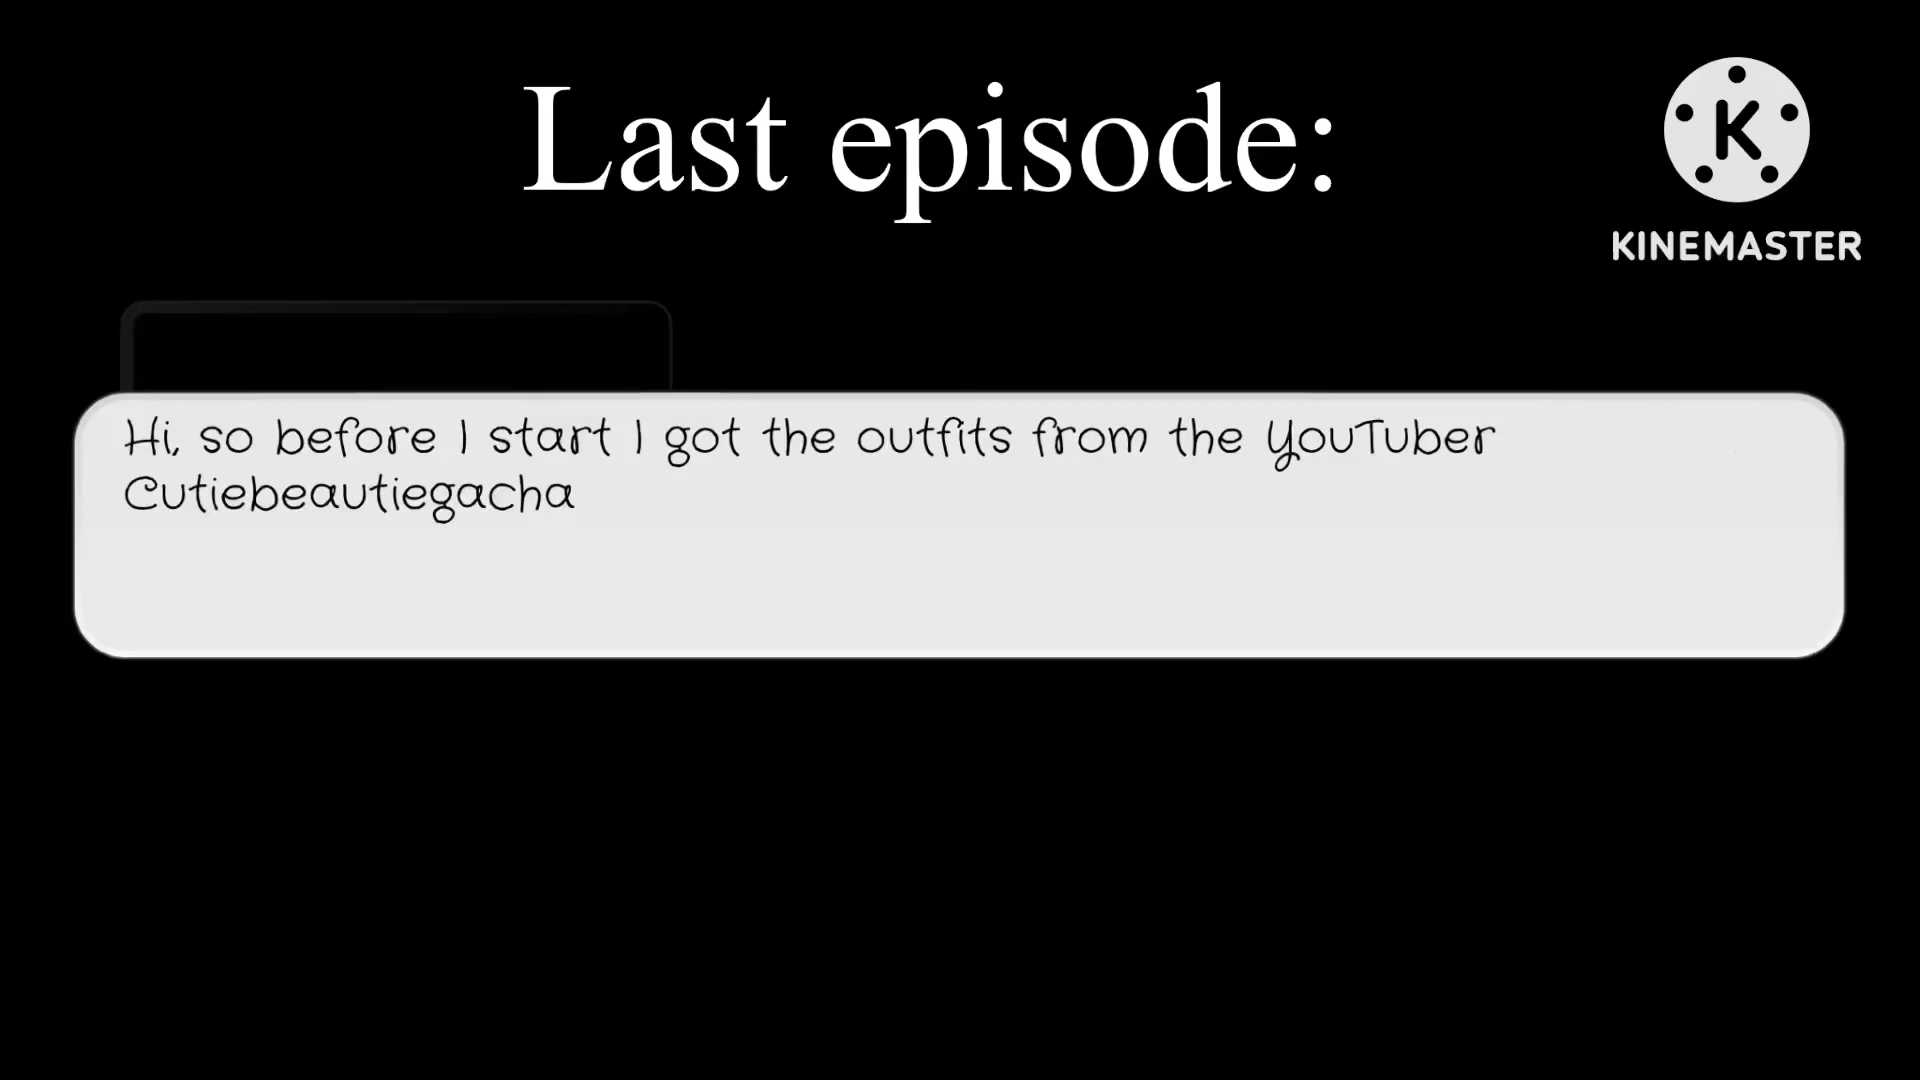 Last episode:
K
KINEMASTER
Hi, so before I start I got the outfits from the YouTuber
Cutiebeautiegacha